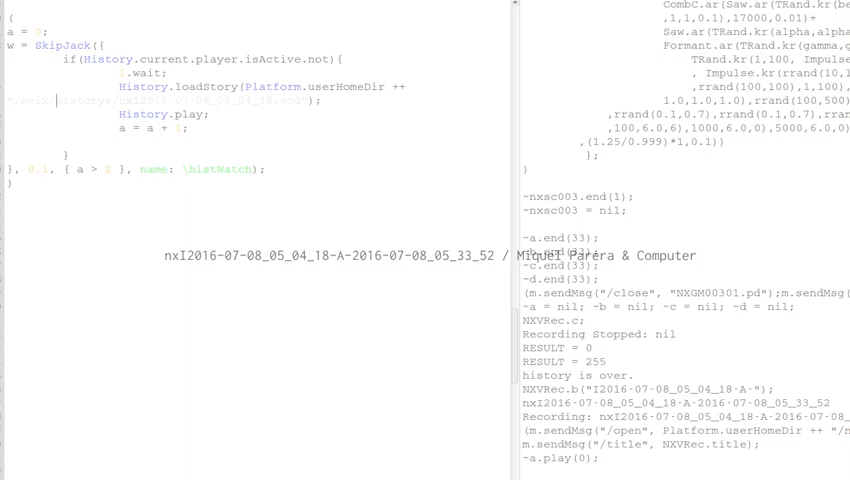 (
a = 0;
w = SkipJack({
if(History.current.player.isActive.not){
1.wait;
History.loadStory(Platform.userHomeDir ++
"/neix/historys/nxI2016-07-08_05_04_18.scd");
History.play;
a = a + 1;
}
}, 0.1, { a > 2 }, name: \histWatch);
)
nxI2016-07-08_05_04_18-A-2016-07-08_05_33_52 / Miquel Parera & Computer
CombC.ar(Saw.ar(TRand.kr(be
,1,1,0.1),17000,0.01)+
Saw.ar(TRand.kr(alpha,alpha
Formant.ar(TRand.kr(gamma,g
TRand.kr(1,100, Impulse
, Impulse.kr(rrand(10,1
,rrand(100,100),1,100),
1.0,1.0,1.0),rrand(100,500)
,rrand(0.1,0.7),rrand(0.1,0.7),rran
,100,6.0,6),1000,6.0,0),5000,6.0,0)
,(1.25/0.999)*1,0.1))
};
)
~nxsc003.end(1);
~nxsc003 = nil;
~a.end(33);
~b.end(33);
~c.end(33);
~d.end(33);
(m.sendMsg("/close", "NXGM00301.pd");m.sendMsg(
~a = nil; ~b = nil; ~c = nil; ~d = nil;
NXVRec.c;
Recording Stopped: nil
RESULT = 0
RESULT = 255
history is over.
NXVRec.b("I2016-07-08_05_04_18-A-");
nxI2016-07-08_05_04_18-A-2016-07-08_05_33_52
Recording: nxI2016-07-08_05_04_18-A-2016-07-08_
(m.sendMsg("/open", Platform.userHomeDir ++ "/n
m.sendMsg("/title", NXVRec.title);
~a.play(0);